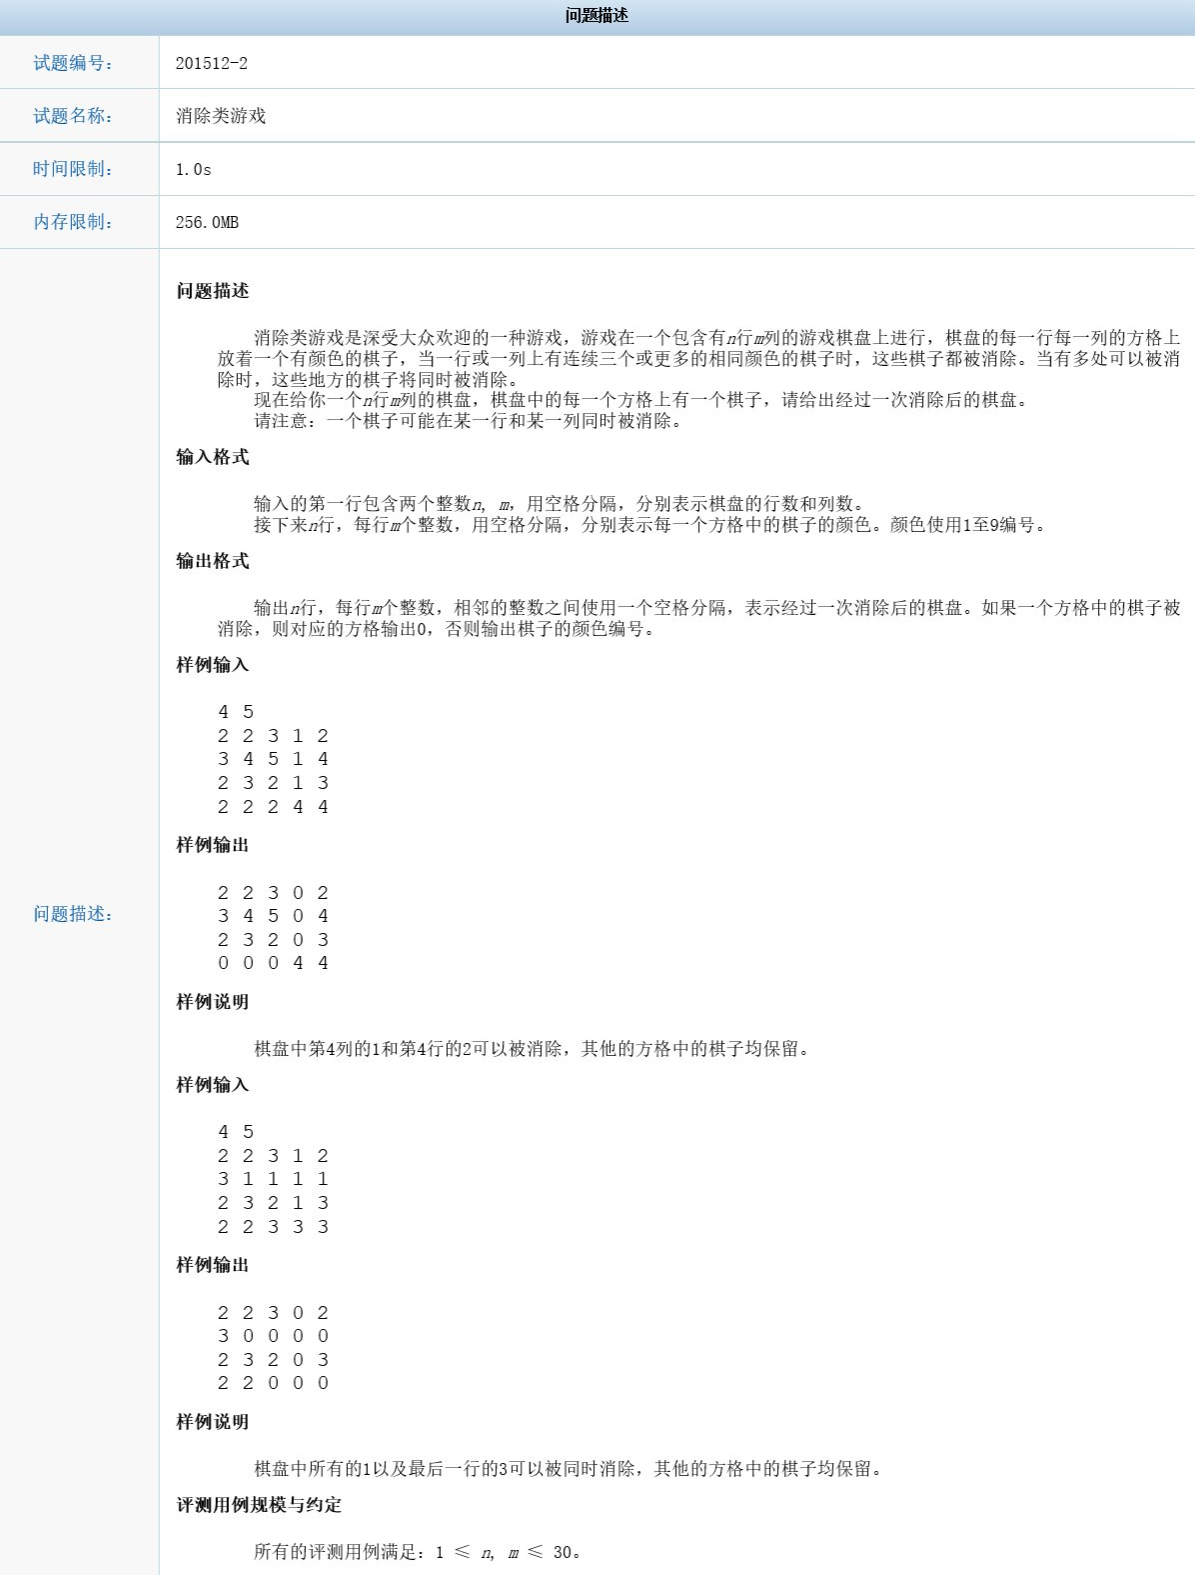 问题描述
试题编号： 201512-2
试题名称： 消除类游戏
时间限制： 1.0s
内存限制： 256.0MB
问题描述：
问题描述
消除类游戏是深受大众欢迎的一种游戏，游戏在一个包含有n行m列的游戏棋盘上进行，棋盘的每一行每一列的方格上
放着一个有颜色的棋子，当一行或一列上有连续三个或更多的相同颜色的棋子时，这些棋子都被消除。当有多处可以被消
除时，这些地方的棋子将同时被消除。
现在给你一个n行m列的棋盘，棋盘中的每一个方格上有一个棋子，请给出经过一次消除后的棋盘。
请注意：一个棋子可能在某一行和某一列同时被消除。
输入格式
输入的第一行包含两个整数n, m，用空格分隔，分别表示棋盘的行数和列数。
接下来n行，每行m个整数，用空格分隔，分别表示每一个方格中的棋子的颜色。颜色使用1至9编号。
输出格式
输出n行，每行m个整数，相邻的整数之间使用一个空格分隔，表示经过一次消除后的棋盘。如果一个方格中的棋子被
消除，则对应的方格输出0，否则输出棋子的颜色编号。
样例输入
4 5
2 2 3 1 2
3 4 5 1 4
2 3 2 1 3
2 2 2 4 4
样例输出
2 2 3 0 2
3 4 5 0 4
2 3 2 0 3
0 0 0 4 4
样例说明
棋盘中第4列的1和第4行的2可以被消除，其他的方格中的棋子均保留。
样例输入
4 5
2 2 3 1 2
3 1 1 1 1
2 3 2 1 3
2 2 3 3 3
样例输出
2 2 3 0 2
3 0 0 0 0
2 3 2 0 3
2 2 0 0 0
样例说明
棋盘中所有的1以及最后一行的3可以被同时消除，其他的方格中的棋子均保留。
评测用例规模与约定
所有的评测用例满足：1 ≤ n, m ≤ 30。